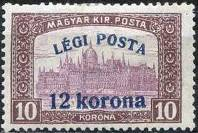 MAGYAR KIR. POSTA
LÉGI POSTA
12 korona
10 KORONA 10